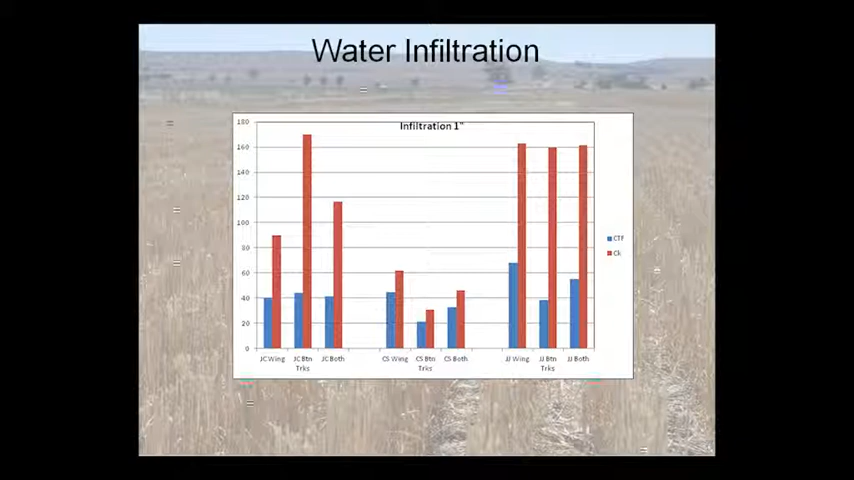 Water Infiltration
Infiltration 1"
180
160
140
120
100
80
60
40
20
0
JC Wing JC Btn Trks JC Both CS Wing CS Btn Trks CS Both JJ Wing JJ Btn Trks JJ Both
CTF
Ck